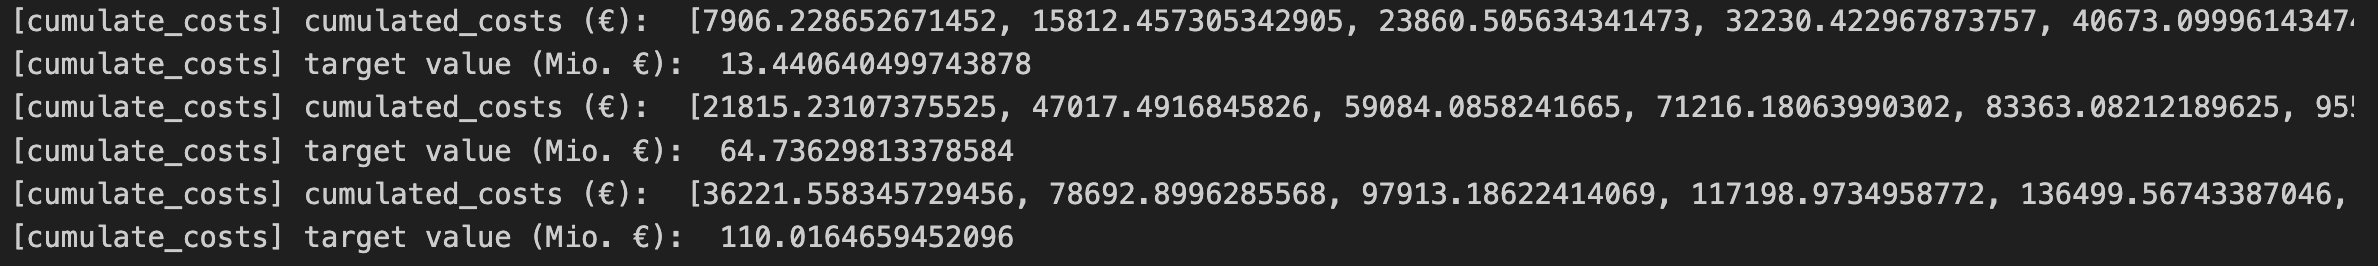 [cumulate_costs] cumulated_costs (€):  [7906.228652671452, 15812.457305342905, 23860.505634341473, 32230.422967873757, 40673.0999614347
[cumulate_costs] target value (Mio. €):  13.440640499743878
[cumulate_costs] cumulated_costs (€):  [21815.23107375525, 47017.4916845826, 59084.0858241665, 71216.18063990302, 83363.08212189625, 95
[cumulate_costs] target value (Mio. €):  64.73629813378584
[cumulate_costs] cumulated_costs (€):  [36221.558345729456, 78692.8996285568, 97913.18622414069, 117198.9734958772, 136499.56743387046,
[cumulate_costs] target value (Mio. €):  110.0164659452096